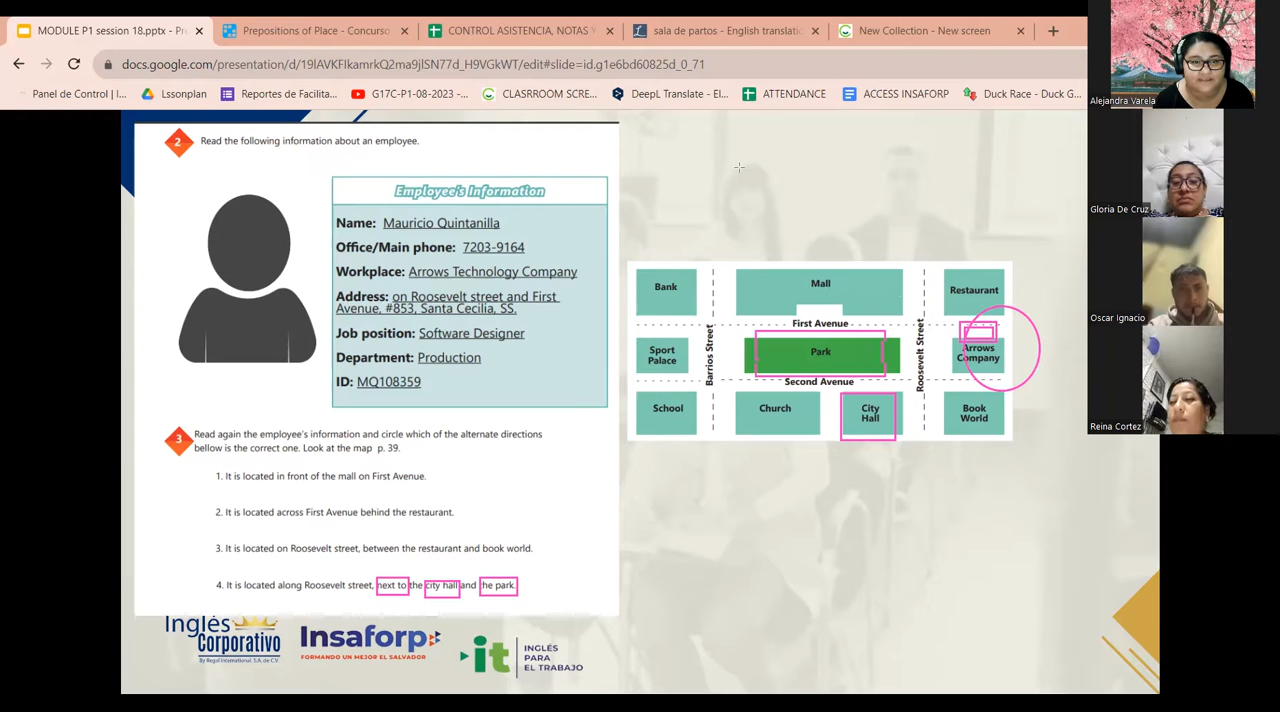 MODULE P1 session 18.pptx - Pr
Prepositions of Place - Concurso
CONTROL ASISTENCIA, NOTAS Y
sala de partos - English translatio
New Collection - New screen
docs.google.com/presentation/d/19IAVKFIkamrkQ2ma9jlSN77d_H9VGkWT/edit#slide=id.g1e6bd60825d_0_71
Panel de Control | I...
Lssonplan
Reportes de Facilita...
G17C-P1-08-2023 -...
CLASSROOM SCRE...
DeepL Translate - El...
ATTENDANCE
ACCESS INSAFORP
Duck Race - Duck G...
Alejandra Varela
Gloria De Cruz
Oscar Ignacio
Reina Cortez
2
Read the following information about an employee.
Employee's Information
Name: Mauricio Quintanilla
Office/Main phone: 7203-9164
Workplace: Arrows Technology Company
Address: on Roosevelt street and First
Avenue, #853, Santa Cecilia, SS.
Job position: Software Designer
Department: Production
ID: MQ108359
3
Read again the employee's information and circle which of the alternate directions
below is the correct one. Look at the map p. 39.
1. It is located in front of the mall on First Avenue.
2. It is located across First Avenue behind the restaurant.
3. It is located on Roosevelt street, between the restaurant and book world.
4. It is located along Roosevelt street, next to the city hall and the park.
Bank
Mall
Restaurant
First Avenue
Barrios Street
Roosevelt Street
Sport
Palace
Park
Arrows
Company
Second Avenue
School
Church
City
Hall
Book
World
Inglés
Corporativo
By Regal International, S.A. de C.V.
Insaforp
FORMANDO UN MEJOR EL SALVADOR
it
INGLÉS
PARA
EL TRABAJO